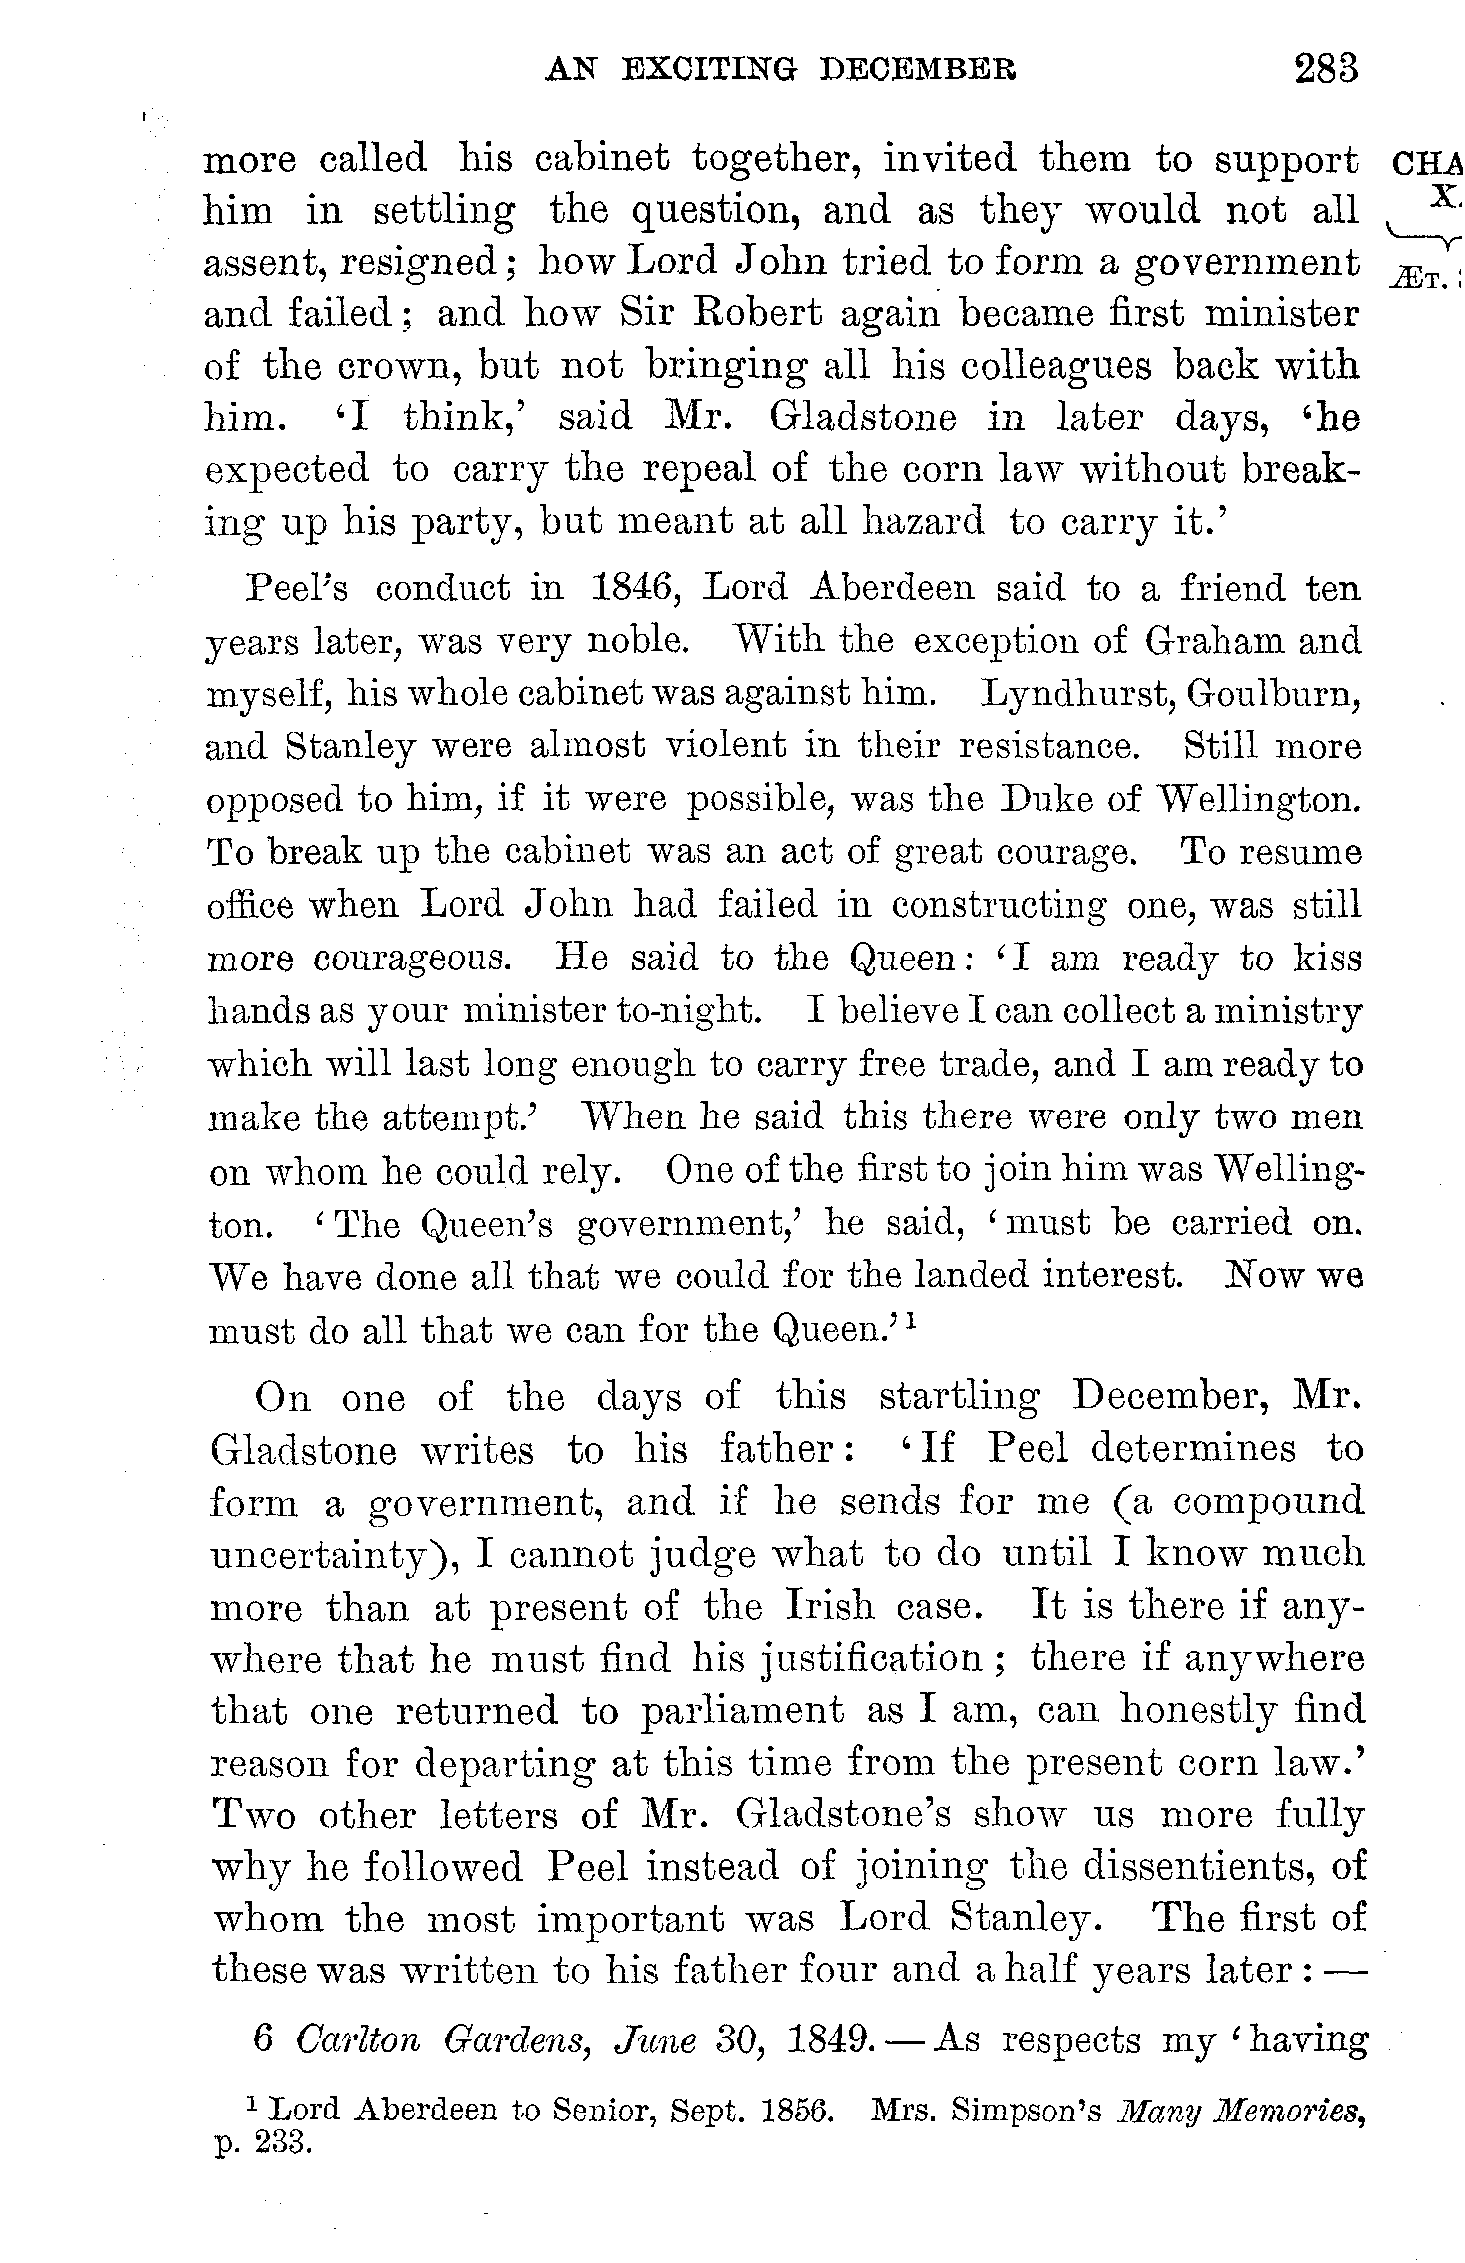 AN EXCITING DECEMBER 283
more called his cabinet together, invited them to support
him in settling the question, and as they would not all
assent, resigned; how Lord John tried to form a government
and failed; and how Sir Robert again became first minister
of the crown, but not bringing all his colleagues back with
him. ‘I think,’ said Mr. Gladstone in later days, ‘he
expected to carry the repeal of the corn law without break-
ing up his party, but meant at all hazard to carry it.’
Peel's conduct in 1846, Lord Aberdeen said to a friend ten
years later, was very noble. With the exception of Graham and
myself, his whole cabinet was against him. Lyndhurst, Goulburn,
and Stanley were almost violent in their resistance. Still more
opposed to him, if it were possible, was the Duke of Wellington.
To break up the cabinet was an act of great courage. To resume
office when Lord John had failed in constructing one, was still
more courageous. He said to the Queen: ‘I am ready to kiss
hands as your minister to-night. I believe I can collect a ministry
which will last long enough to carry free trade, and I am ready to
make the attempt.’ When he said this there were only two men
on whom he could rely. One of the first to join him was Welling-
ton. ‘The Queen's government,’ he said, ‘must be carried on.
We have done all that we could for the landed interest. Now we
must do all that we can for the Queen.’¹
On one of the days of this startling December, Mr.
Gladstone writes to his father: ‘If Peel determines to
form a government, and if he sends for me (a compound
uncertainty), I cannot judge what to do until I know much
more than at present of the Irish case. It is there if any-
where that he must find his justification; there if anywhere
that one returned to parliament as I am, can honestly find
reason for departing at this time from the present corn law.’
Two other letters of Mr. Gladstone's show us more fully
why he followed Peel instead of joining the dissentients, of
whom the most important was Lord Stanley. The first of
these was written to his father four and a half years later:—
6 Carlton Gardens, June 30, 1849.—As respects my ‘having
¹ Lord Aberdeen to Senior, Sept. 1856. Mrs. Simpson's Many Memories,
p. 233.
CHA
X.
ÆT.